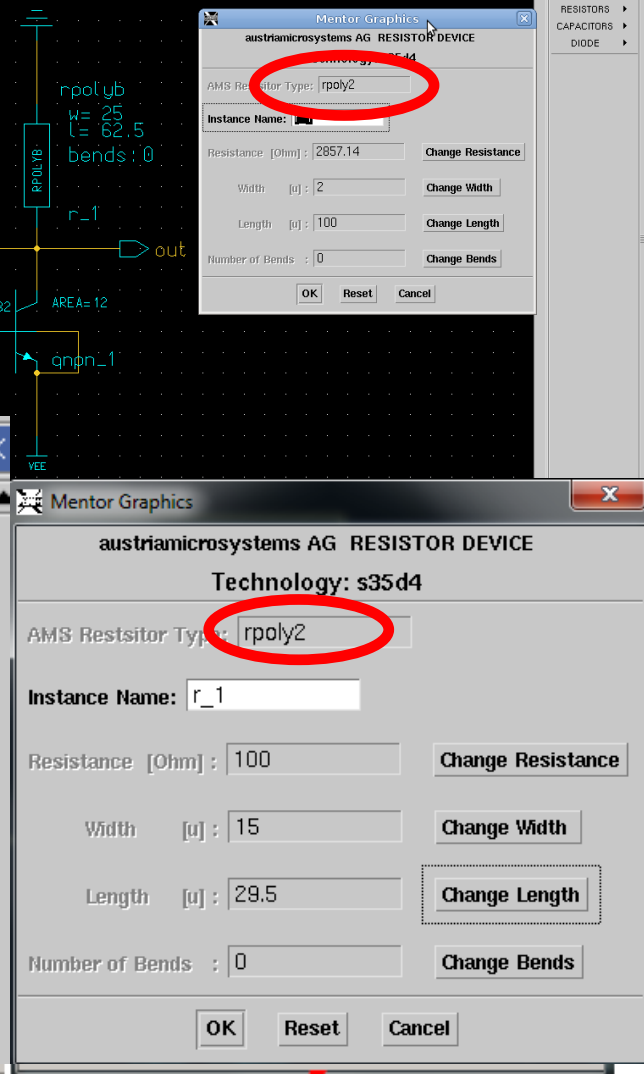 RESISTORS
CAPACITORS
DIODE
Mentor Graphics
austriamicrosystems AG RESISTOR DEVICE
AMS Restsitor Type: rpoly2
Instance Name:
Resistance [Ohm] : 2857.14 Change Resistance
Width [u] : 2 Change Width
Length [u] : 100 Change Length
Number of Bends : 0 Change Bends
OK Reset Cancel
rpolyb
w= 25
l= 62.5
bends:0
RPOLYB
r_1
out
AREA=12
qnpn_1
VEE
Mentor Graphics
austriamicrosystems AG RESISTOR DEVICE
Technology: s35d4
AMS Restsitor Type: rpoly2
Instance Name: r_1
Resistance [Ohm] : 100 Change Resistance
Width [u] : 15 Change Width
Length [u] : 29.5 Change Length
Number of Bends : 0 Change Bends
OK Reset Cancel